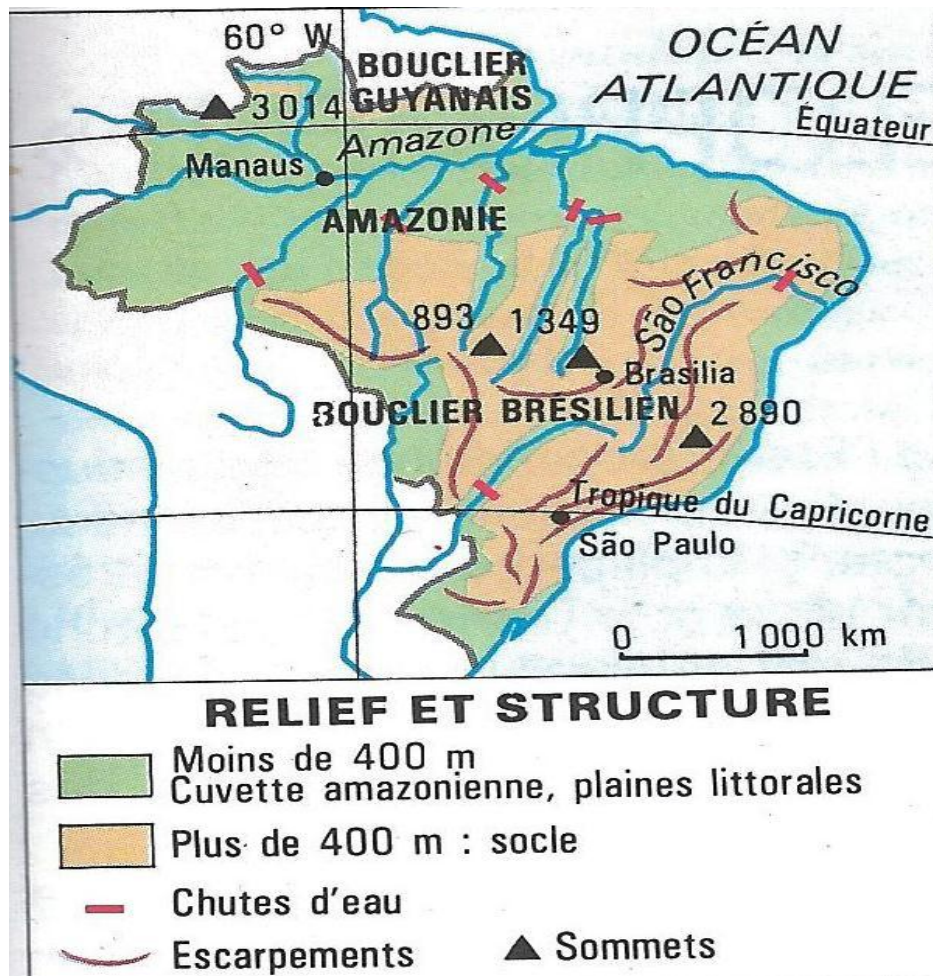 60° W
OCÉAN
ATLANTIQUE
BOUCLIER
GUYANAIS
3 014
Équateur
Amazone
Manaus
AMAZONIE
São Francisco
893
1 349
Brasilia
BOUCLIER BRÉSILIEN
2 890
Tropique du Capricorne
São Paulo
0 1 000 km
RELIEF ET STRUCTURE
Moins de 400 m
Cuvette amazonienne, plaines littorales
Plus de 400 m : socle
Chutes d'eau
Escarpements
Sommets